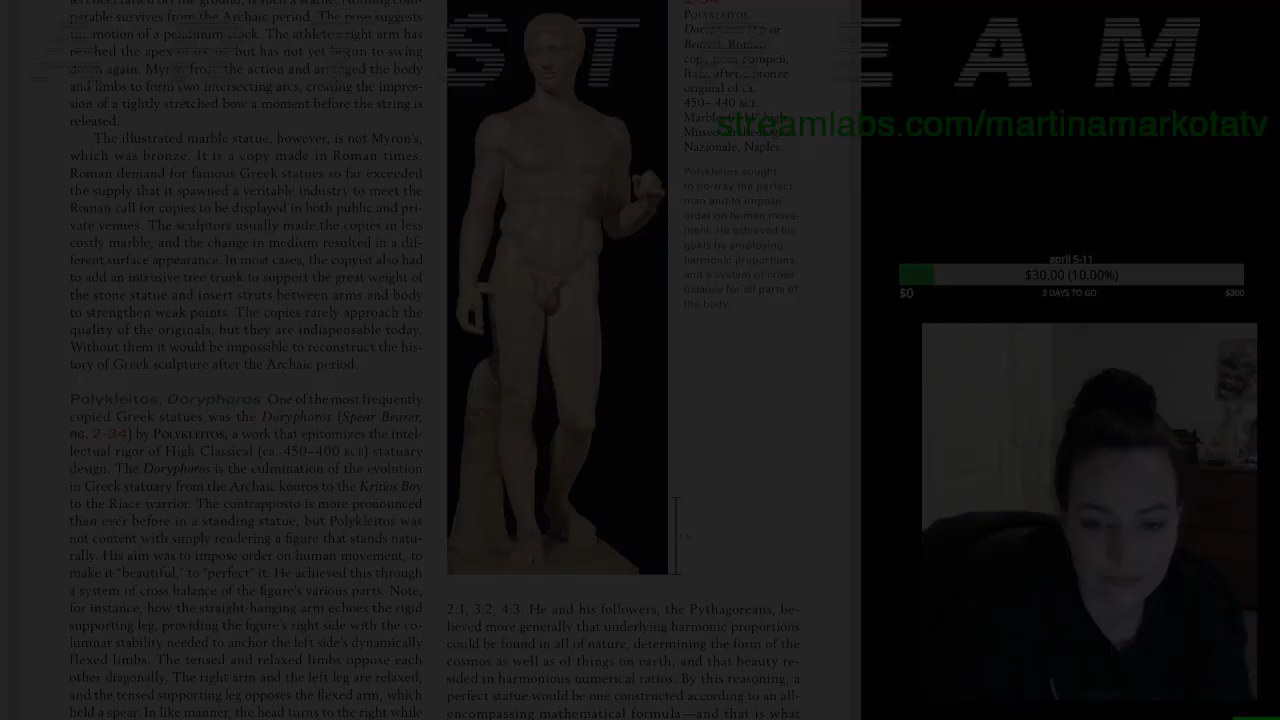 parable survives from the Archaic period. The pose suggests
the motion of a pendulum clock. The athlete's right arm has
reached the apex of its arc but has not yet begun to swing
down again. Myron froze the action and arranged the body
and limbs to form two intersecting arcs, creating the impres-
sion of a tightly stretched bow a moment before the string is
released.
The illustrated marble statue, however, is not Myron's,
which was bronze. It is a copy made in Roman times.
Roman demand for famous Greek statues so far exceeded
the supply that it spawned a veritable industry to meet the
Roman call for copies to be displayed in both public and pri-
vate venues. The sculptors usually made the copies in less
costly marble, and the change in medium resulted in a dif-
ferent surface appearance. In most cases, the copyist also had
to add an intrusive tree trunk to support the great weight of
the stone statue and insert struts between arms and body
to strengthen weak points. The copies rarely approach the
quality of the originals, but they are indispensable today.
Without them it would be impossible to reconstruct the his-
tory of Greek sculpture after the Archaic period.
Polykleitos, Doryphoros One of the most frequently
copied Greek statues was the Doryphoros (Spear Bearer,
FIG. 2-34) by POLYKLEITOS, a work that epitomizes the intel-
lectual rigor of High Classical (ca. 450–400 BCE) statuary
design. The Doryphoros is the culmination of the evolution
in Greek statuary from the Archaic kouros to the Kritios Boy
to the Riace warrior. The contrapposto is more pronounced
than ever before in a standing statue, but Polykleitos was
not content with simply rendering a figure that stands natu-
rally. His aim was to impose order on human movement, to
make it "beautiful," to "perfect" it. He achieved this through
a system of cross balance of the figure's various parts. Note,
for instance, how the straight-hanging arm echoes the rigid
supporting leg, providing the figure's right side with the co-
lumnar stability needed to anchor the left side's dynamically
flexed limbs. The tensed and relaxed limbs oppose each
other diagonally. The right arm and the left leg are relaxed,
and the tensed supporting leg opposes the flexed arm, which
held a spear. In like manner, the head turns to the right while
2-34
POLYKLEITOS,
Doryphoros (Spear
Bearer). Roman
copy from Pompeii,
Italy, after a bronze
original of ca.
450–440 BCE.
Marble, high.
Museo Archeologico
Nazionale, Naples.
Polykleitos sought
to portray the perfect
man and to impose
order on human move-
ment. He achieved his
goals by employing
harmonic proportions
and a system of cross
balance for all parts of
the body.
2:1, 3:2, 4:3. He and his followers, the Pythagoreans, be-
lieved more generally that underlying harmonic proportions
could be found in all of nature, determining the form of the
cosmos as well as of things on earth, and that beauty re-
sided in harmonious numerical ratios. By this reasoning, a
perfect statue would be one constructed according to an all-
encompassing mathematical formula—and that is what
ST EAM
streamlabs.com/martinamarkotatv
april 5-11
$30.00 (10.00%)
$0 3 DAYS TO GO $300